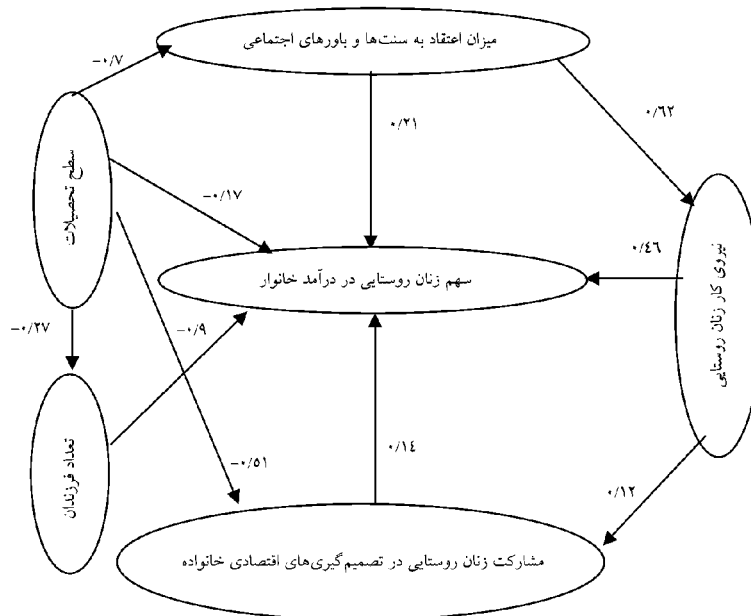 میزان اعتقاد به سنت‌ها و باورهای اجتماعی
−۰/۷
۰/۶۲
۰/۲۱
سطح تحصیلات
−۰/۱۷
نیروی کار زنان روستایی
۰/٤٦
سهم زنان روستایی در درآمد خانوار
−۰/۲۷
−۰/۹
تعداد فرزندان
−۰/۵۱
۰/۱٤
۰/۱۲
مشارکت زنان روستایی در تصمیم‌گیری‌های اقتصادی خانواده